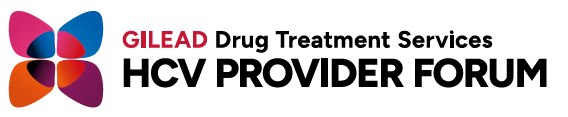 GILEAD Drug Treatment Services
HCV PROVIDER FORUM